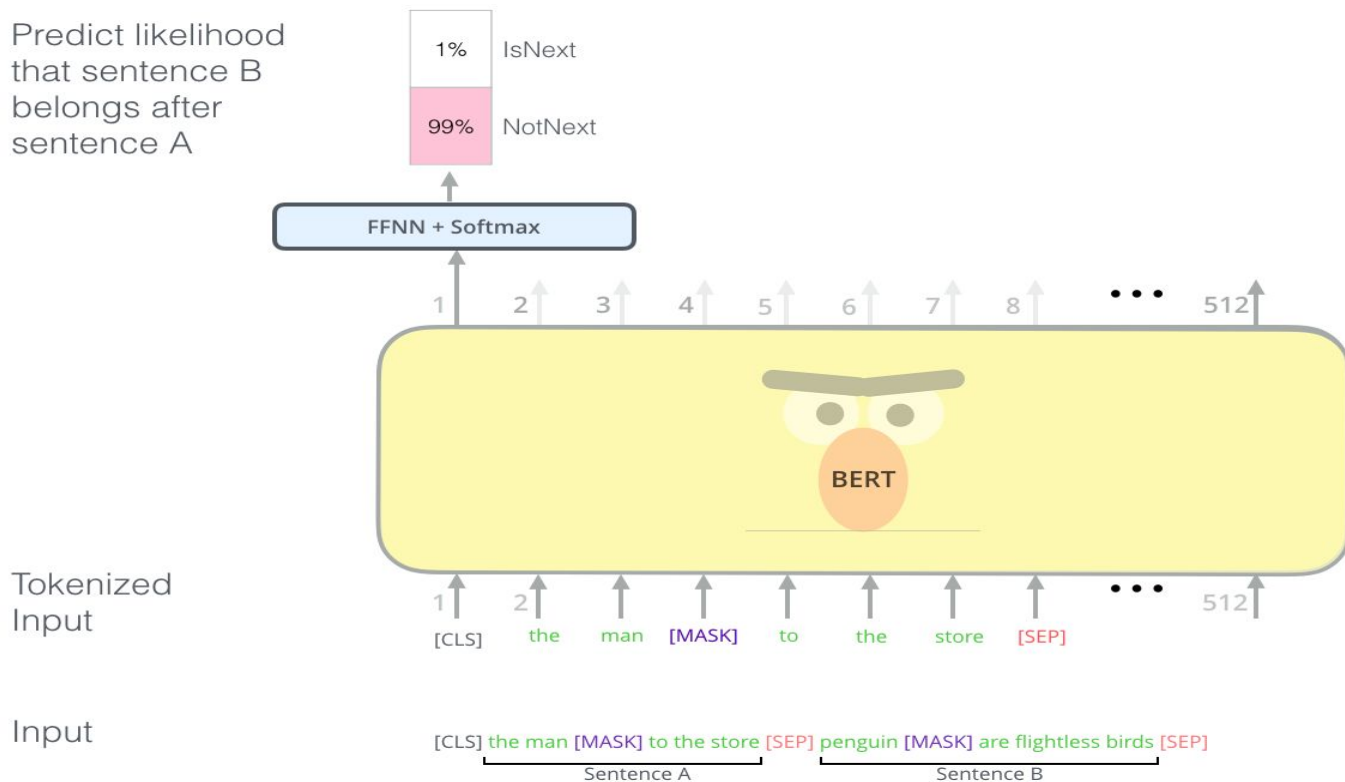 Predict likelihood
that sentence B
belongs after
sentence A
1% IsNext
99% NotNext
FFNN + Softmax
1 2 3 4 5 6 7 8 ••• 512
BERT
Tokenized
Input
1 2 ••• 512
[CLS] the man [MASK] to the store [SEP]
Input
[CLS] the man [MASK] to the store [SEP] penguin [MASK] are flightless birds [SEP]
Sentence A Sentence B